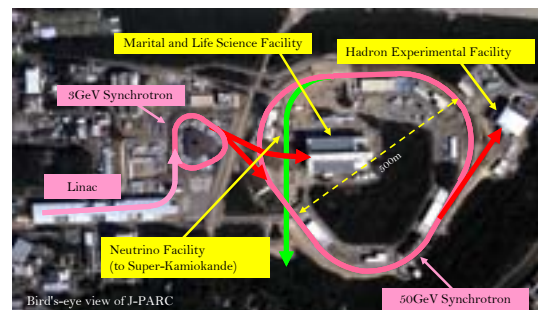 Marital and Life Science Facility
Hadron Experimental Facility
3GeV Synchrotron
500m
Linac
Neutrino Facility
(to Super-Kamiokande)
Bird's-eye view of J-PARC
50GeV Synchrotron